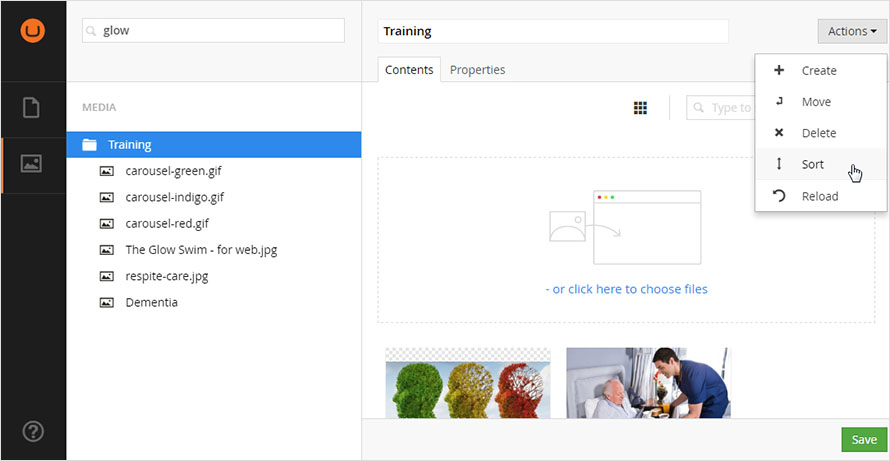 glow
Training
Actions
Contents
Properties
Create
Move
Delete
Sort
Reload
MEDIA
Type to
Training
carousel-green.gif
carousel-indigo.gif
carousel-red.gif
The Glow Swim - for web.jpg
respite-care.jpg
Dementia
- or click here to choose files
Save